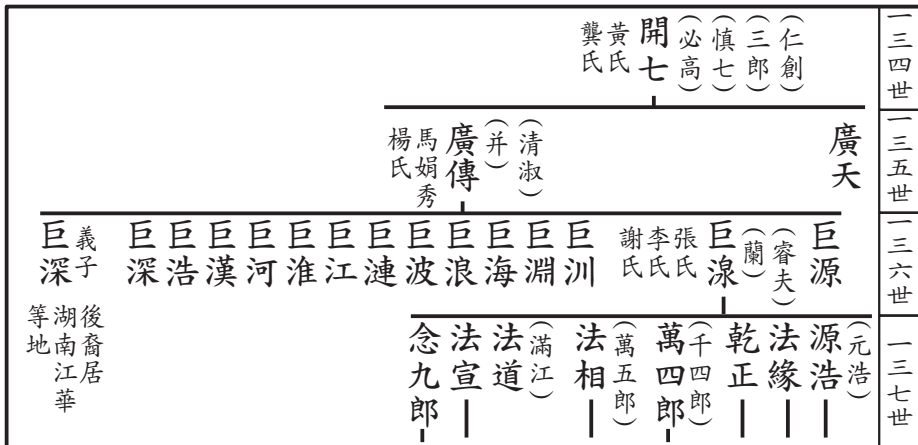 一三四世
（仁創）
（三郎）
（慎七）
（必高）
開七
黃氏
龔氏
一三五世
廣天
（清淑）
（并）
廣傳
馬娟秀
楊氏
一三六世
巨源
（睿夫）
（蘭）
巨湶
張氏
李氏
謝氏
巨汌
巨淵
巨海
巨浪
巨波
巨漣
巨江
巨淮
巨河
巨漢
巨浩
巨深
義子
巨深
後裔居
湖南江華
等地
一三七世
（元浩）
源浩
法緣
乾正
（千四郎）
萬四郎
（萬五郎）
法相
（滿江）
法道
法宣
念九郎